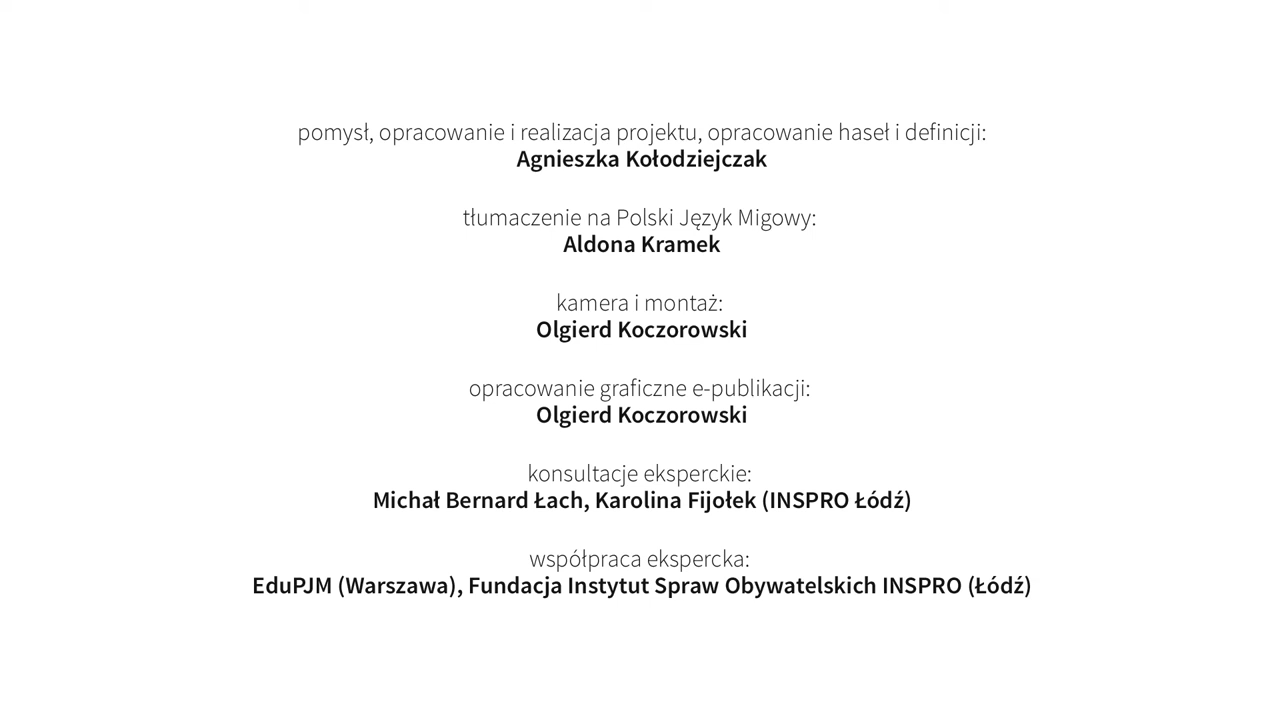 pomysł, opracowanie i realizacja projektu, opracowanie haseł i definicji:
Agnieszka Kołodziejczak
tłumaczenie na Polski Język Migowy:
Aldona Kramek
kamera i montaż:
Olgierd Koczorowski
opracowanie graficzne e-publikacji:
Olgierd Koczorowski
konsultacje eksperckie:
Michał Bernard Łach, Karolina Fijołek (INSPRO Łódź)
współpraca ekspercka:
EduPJM (Warszawa), Fundacja Instytut Spraw Obywatelskich INSPRO (Łódź)